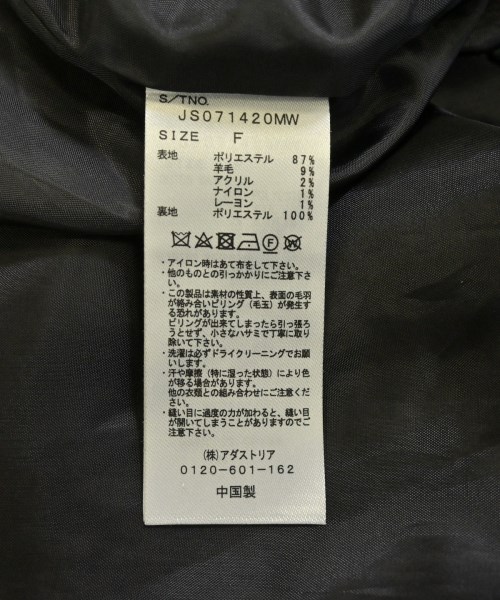 S/TNO.
JS071420MW
SIZE F
表地 ポリエステル 87%
羊毛 9%
アクリル 2%
ナイロン 1%
レーヨン 1%
裏地 ポリエステル 100%
・アイロン時はあて布をして下さい。
・他のものとの引っかかりにご注意下さ
い。
・この製品は素材の性質上、表面の毛羽
が絡み合いピリング(毛玉)が発生す
る恐れがあります。
ピリングが出来てしまったら引っ張ろ
うとせず、小さなハサミで丁寧に取り
除いて下さい。
・洗濯は必ずドライクリーニングでお願
いします。
・汗や摩擦(特に湿った状態)により色
が移る場合があります。
他の衣類との組み合わせにご注意くだ
さい。
・縫い目に過度の力が加わると、縫い目
が開いてしまうことがありますのでご
注意下さい。
(株)アダストリア
0120-601-162
中国製